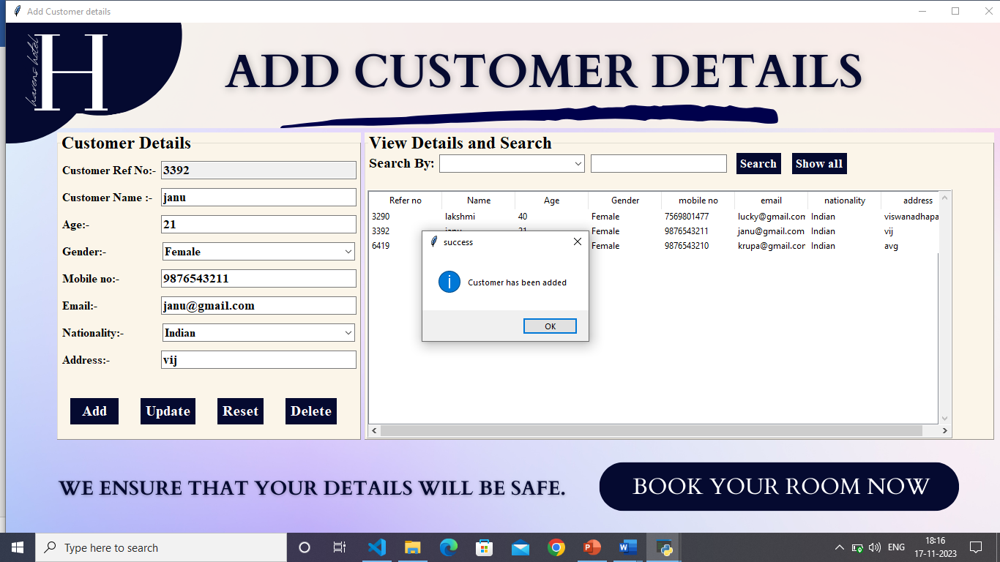 Add Customer details
havens hotel
H
ADD CUSTOMER DETAILS
Customer Details
Customer Ref No:- 3392
Customer Name :- janu
Age:- 21
Gender:- Female
Mobile no:- 9876543211
Email:- janu@gmail.com
Nationality:- Indian
Address:- vij
Add Update Reset Delete
View Details and Search
Search By: Search Show all
Refer no Name Age Gender mobile no email nationality address
3290 lakshmi 40 Female 7569801477 lucky@gmail.con Indian viswanadhapa
3392 Female 9876543211 janu@gmail.com Indian vij
6419 Female 9876543210 krupa@gmail.cor Indian avg
success
Customer has been added
OK
WE ENSURE THAT YOUR DETAILS WILL BE SAFE.
BOOK YOUR ROOM NOW
Type here to search
ENG
18:16
17-11-2023